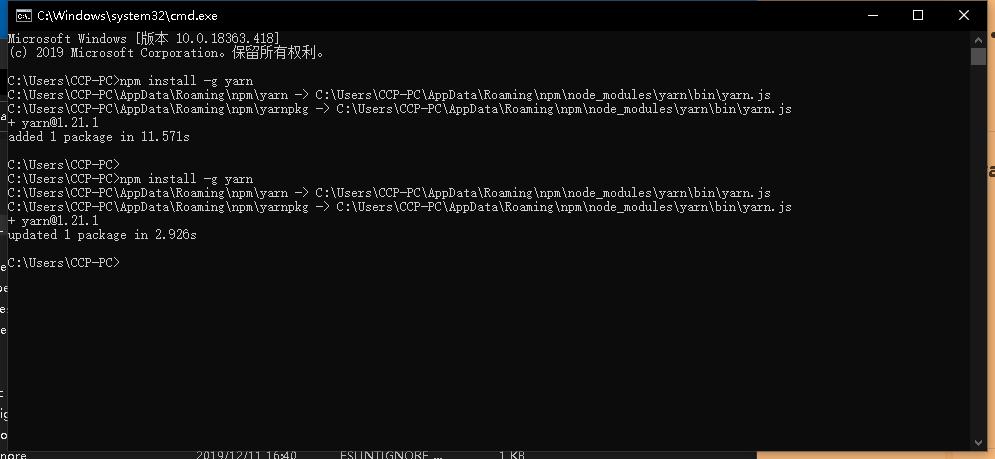 C:\Windows\system32\cmd.exe
Microsoft Windows [版本 10.0.18363.418]
(c) 2019 Microsoft Corporation。保留所有权利。
C:\Users\CCP-PC>npm install -g yarn
C:\Users\CCP-PC\AppData\Roaming\npm\yarn -> C:\Users\CCP-PC\AppData\Roaming\npm\node_modules\yarn\bin\yarn.js
C:\Users\CCP-PC\AppData\Roaming\npm\yarnpkg -> C:\Users\CCP-PC\AppData\Roaming\npm\node_modules\yarn\bin\yarn.js
+ yarn@1.21.1
added 1 package in 11.571s
C:\Users\CCP-PC>
C:\Users\CCP-PC>npm install -g yarn
C:\Users\CCP-PC\AppData\Roaming\npm\yarn -> C:\Users\CCP-PC\AppData\Roaming\npm\node_modules\yarn\bin\yarn.js
C:\Users\CCP-PC\AppData\Roaming\npm\yarnpkg -> C:\Users\CCP-PC\AppData\Roaming\npm\node_modules\yarn\bin\yarn.js
+ yarn@1.21.1
updated 1 package in 2.926s
C:\Users\CCP-PC>
2019/12/11 16:40 ESLINTIGNORE ... 1 KB